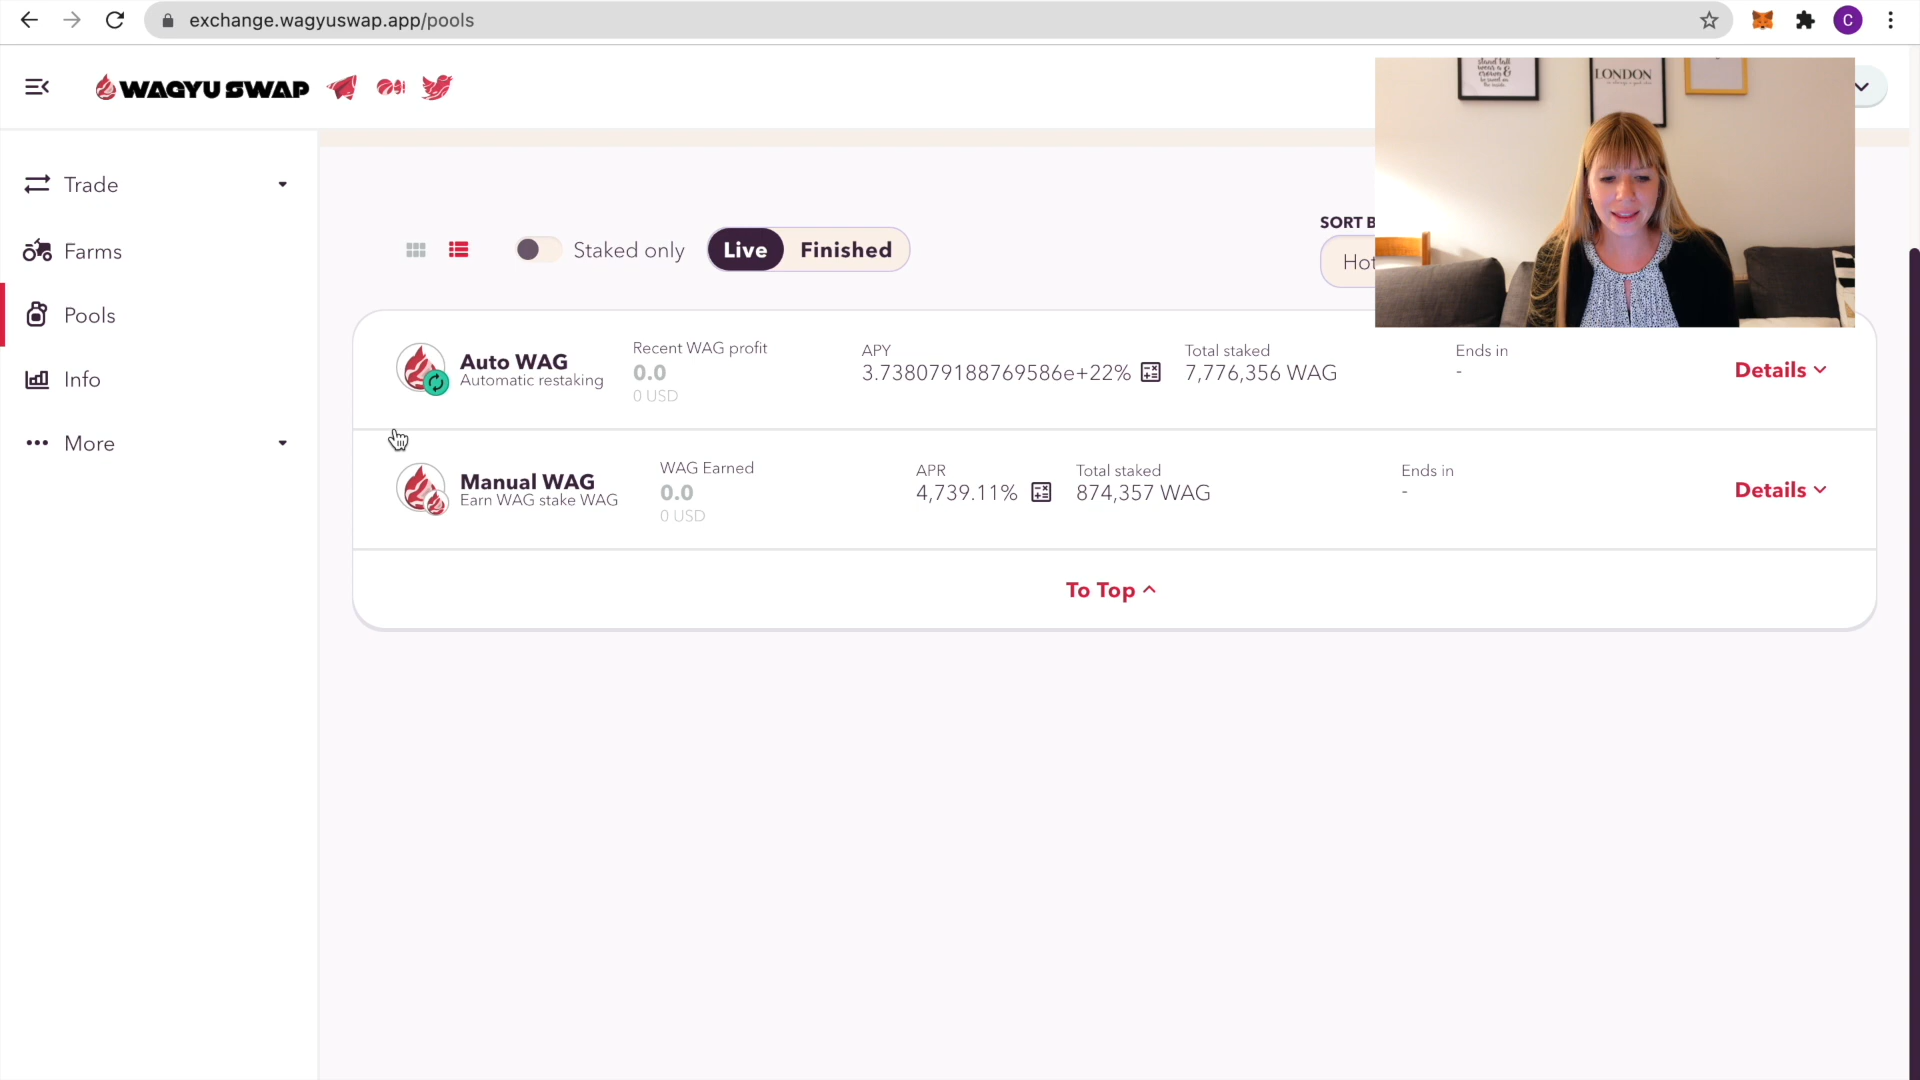 exchange.wagyuswap.app/pools
C
WAGYU SWAP
LONDON
Trade
Farms
Pools
Info
More
Staked only
Live
Finished
SORT B
Hot
Auto WAG
Automatic restaking
Recent WAG profit
0.0
0 USD
APY
3.738079188769586e+22%
Total staked
7,776,356 WAG
Ends in
-
Details
Manual WAG
Earn WAG stake WAG
WAG Earned
0.0
0 USD
APR
4,739.11%
Total staked
874,357 WAG
Ends in
-
Details
To Top